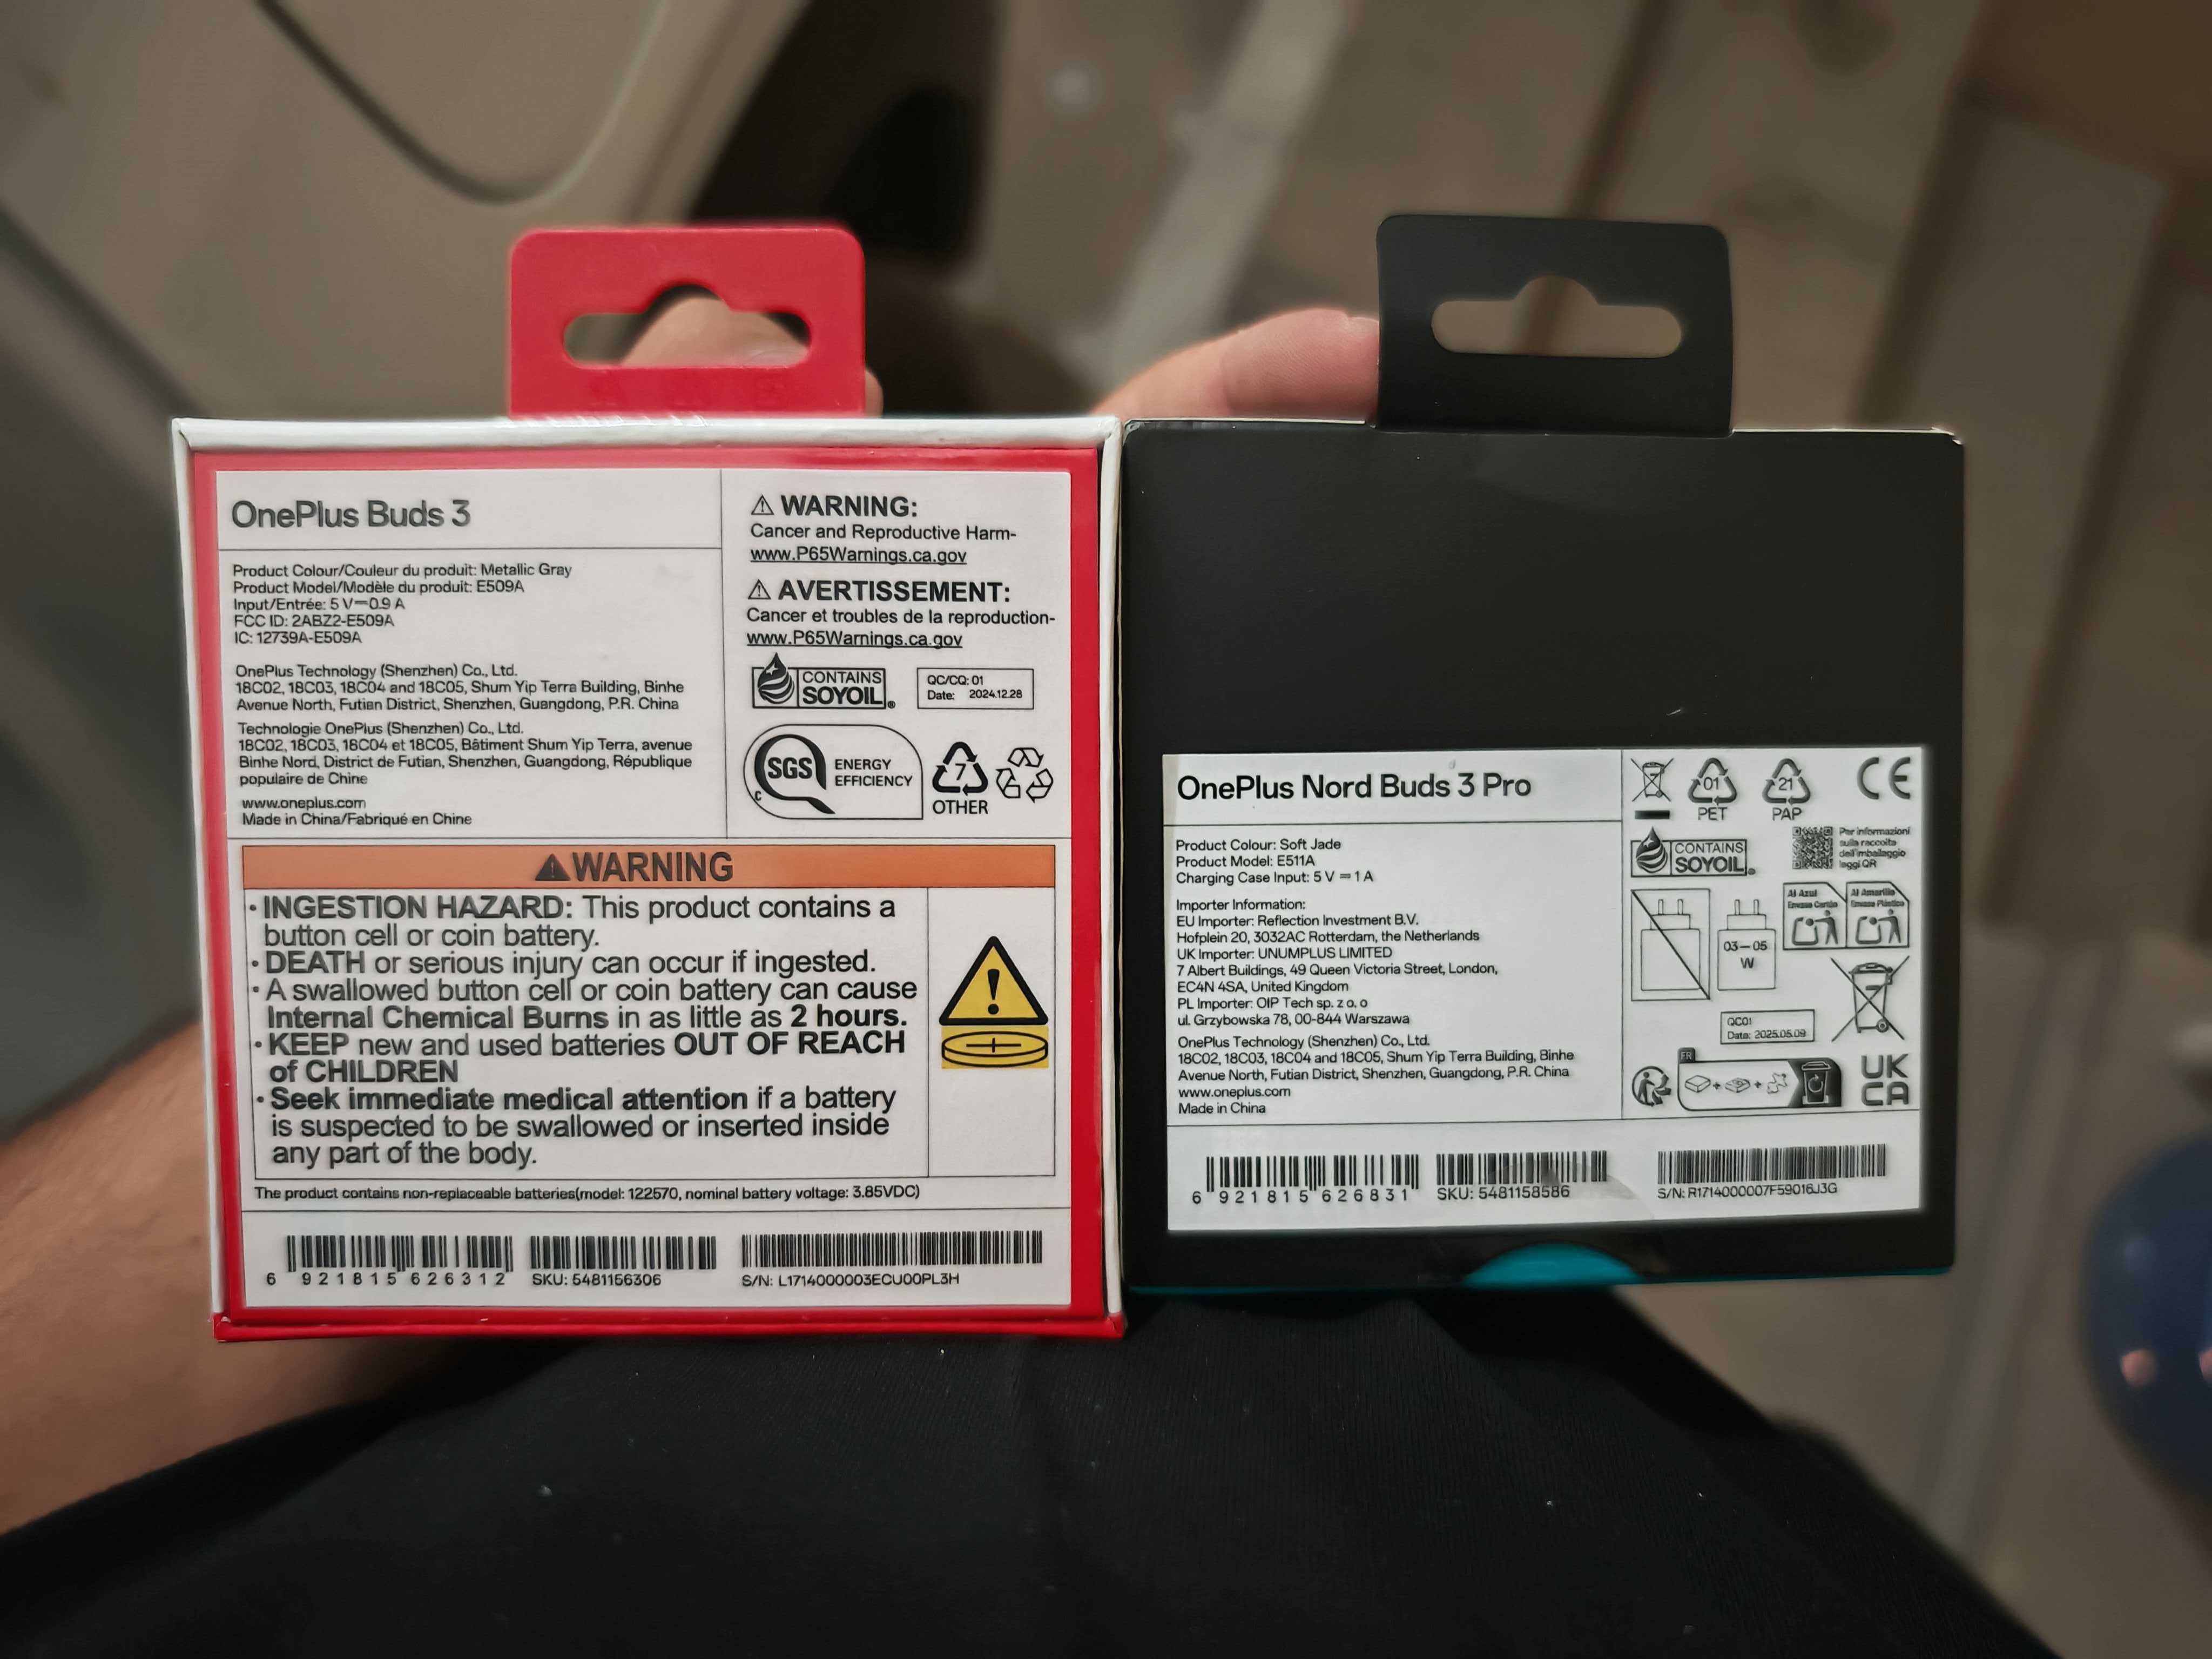 OnePlus Buds 3
Product Colour/Couleur du produit: Metallic Gray
Product Model/Modèle du produit: E509A
Input/Entrée: 5 V⎓0.9 A
FCC ID: 2ABZ2-E509A
IC: 12739A-E509A
OnePlus Technology (Shenzhen) Co., Ltd.
18C02, 18C03, 18C04 and 18C05, Shum Yip Terra Building, Binhe
Avenue North, Futian District, Shenzhen, Guangdong, P.R. China
Technologie OnePlus (Shenzhen) Co., Ltd.
18C02, 18C03, 18C04 et 18C05, Bâtiment Shum Yip Terra, avenue
Binhe Nord, District de Futian, Shenzhen, Guangdong, République
populaire de Chine
www.oneplus.com
Made in China/Fabriqué en Chine
⚠ WARNING:
Cancer and Reproductive Harm-
www.P65Warnings.ca.gov
⚠ AVERTISSEMENT:
Cancer et troubles de la reproduction-
www.P65Warnings.ca.gov
CONTAINS
SOYOIL®
QC/CQ: 01
Date: 2024.12.28
SGS
C
ENERGY
EFFICIENCY
7
OTHER
⚠WARNING
· INGESTION HAZARD: This product contains a
button cell or coin battery.
· DEATH or serious injury can occur if ingested.
· A swallowed button cell or coin battery can cause
Internal Chemical Burns in as little as 2 hours.
· KEEP new and used batteries OUT OF REACH
of CHILDREN
· Seek immediate medical attention if a battery
is suspected to be swallowed or inserted inside
any part of the body.
The product contains non-replaceable batteries(model: 122570, nominal battery voltage: 3.85VDC)
6 921815 626312
SKU: 5481156306
S/N: L1714000003ECU00PL3H
OnePlus Nord Buds 3 Pro
Product Colour: Soft Jade
Product Model: E511A
Charging Case Input: 5 V⎓1 A
Importer Information:
EU Importer: Reflection Investment B.V.
Hofplein 20, 3032AC Rotterdam, the Netherlands
UK Importer: UNUMPLUS LIMITED
7 Albert Buildings, 49 Queen Victoria Street, London,
EC4N 4SA, United Kingdom
PL Importer: OIP Tech sp. z o. o
ul. Grzybowska 78, 00-844 Warszawa
OnePlus Technology (Shenzhen) Co., Ltd.
18C02, 18C03, 18C04 and 18C05, Shum Yip Terra Building, Binhe
Avenue North, Futian District, Shenzhen, Guangdong, P.R. China
www.oneplus.com
Made in China
01
PET
21
PAP
CE
CONTAINS
SOYOIL®
Per informazioni
sulla raccolta
dell'imballaggio
leggi QR
Al Azul
Envase Cartón
Al Amarillo
Envase Plástico
03 – 05
W
QC01
Date: 2025.05.09
FR
UK
CA
6 921815 626831
SKU: 5481158586
S/N: R1714000007F59016J3G